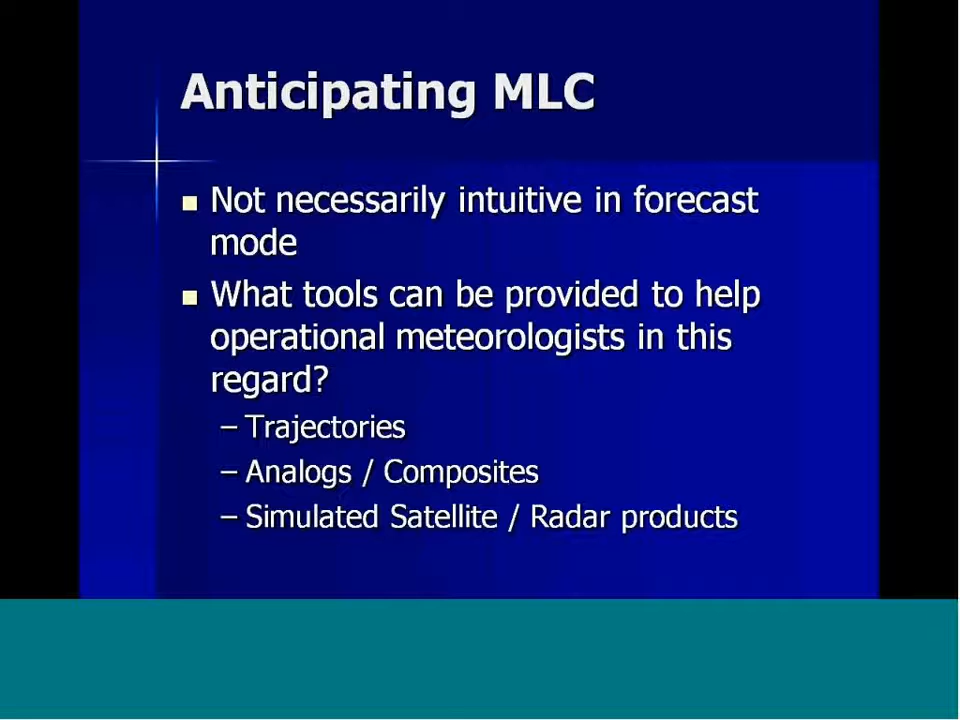 Anticipating MLC
Not necessarily intuitive in forecast
mode
What tools can be provided to help
operational meteorologists in this
regard?
– Trajectories
– Analogs / Composites
– Simulated Satellite / Radar products